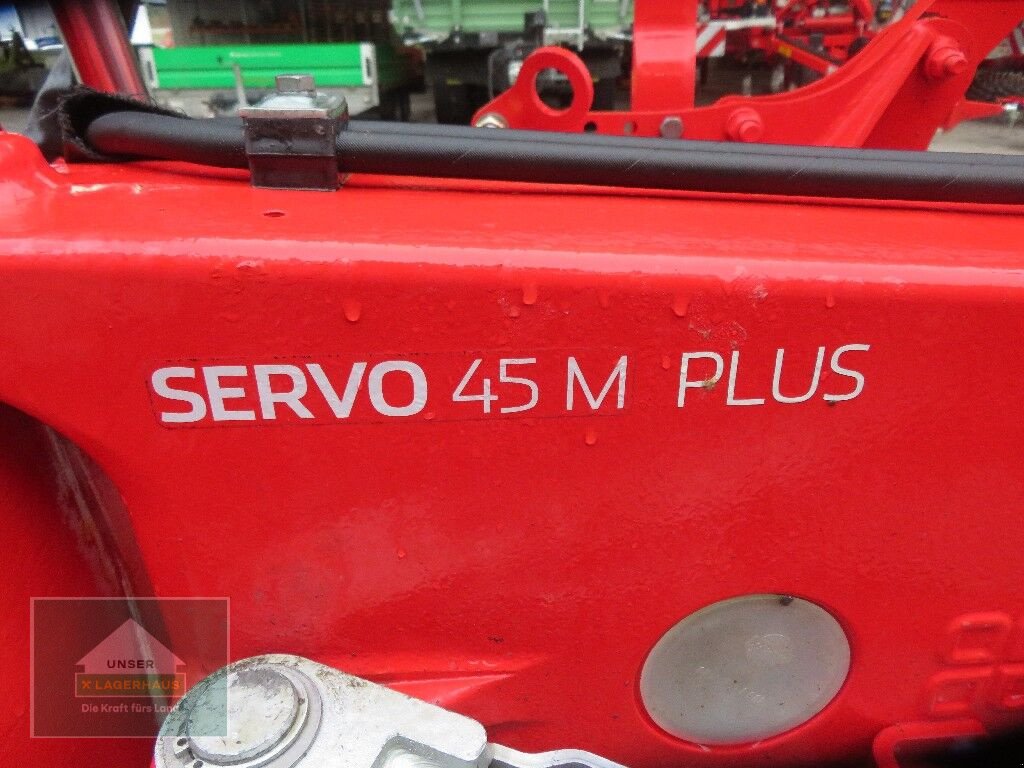 SERVO 45 M PLUS
UNSER
X LAGERHAUS
Die Kraft fürs Land